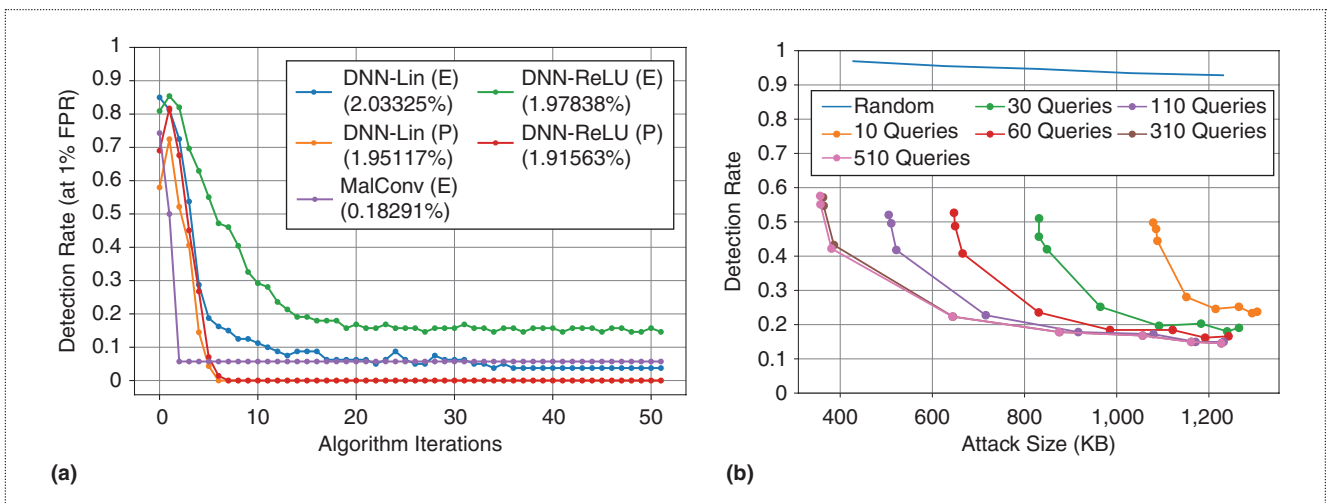 1
0.9
0.8
0.7
0.6
0.5
0.4
0.3
0.2
0.1
0
Detection Rate (at 1% FPR)
DNN-Lin (E)
(2.03325%)
DNN-ReLU (E)
(1.97838%)
DNN-Lin (P)
(1.95117%)
DNN-ReLU (P)
(1.91563%)
MalConv (E)
(0.18291%)
0 10 20 30 40 50
Algorithm Iterations
(a)
1
0.9
0.8
0.7
0.6
0.5
0.4
0.3
0.2
0.1
0
Detection Rate
Random 30 Queries 110 Queries
10 Queries 60 Queries 310 Queries
510 Queries
400 600 800 1,000 1,200
Attack Size (KB)
(b)